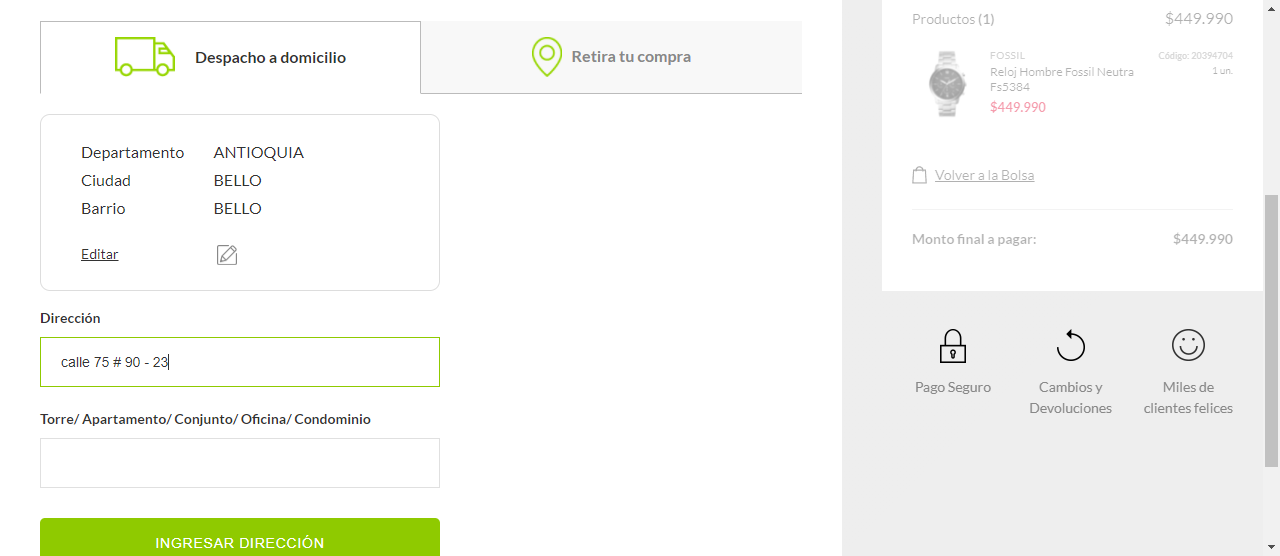 Despacho a domicilio
Retira tu compra
Departamento ANTIOQUIA
Ciudad BELLO
Barrio BELLO
Editar
Dirección
calle 75 # 90 - 23
Torre/ Apartamento/ Conjunto/ Oficina/ Condominio
INGRESAR DIRECCIÓN
Productos (1) $449.990
FOSSIL Código: 20394704
Reloj Hombre Fossil Neutra 1 un.
Fs5384
$449.990
Volver a la Bolsa
Monto final a pagar: $449.990
Pago Seguro
Cambios y
Devoluciones
Miles de
clientes felices